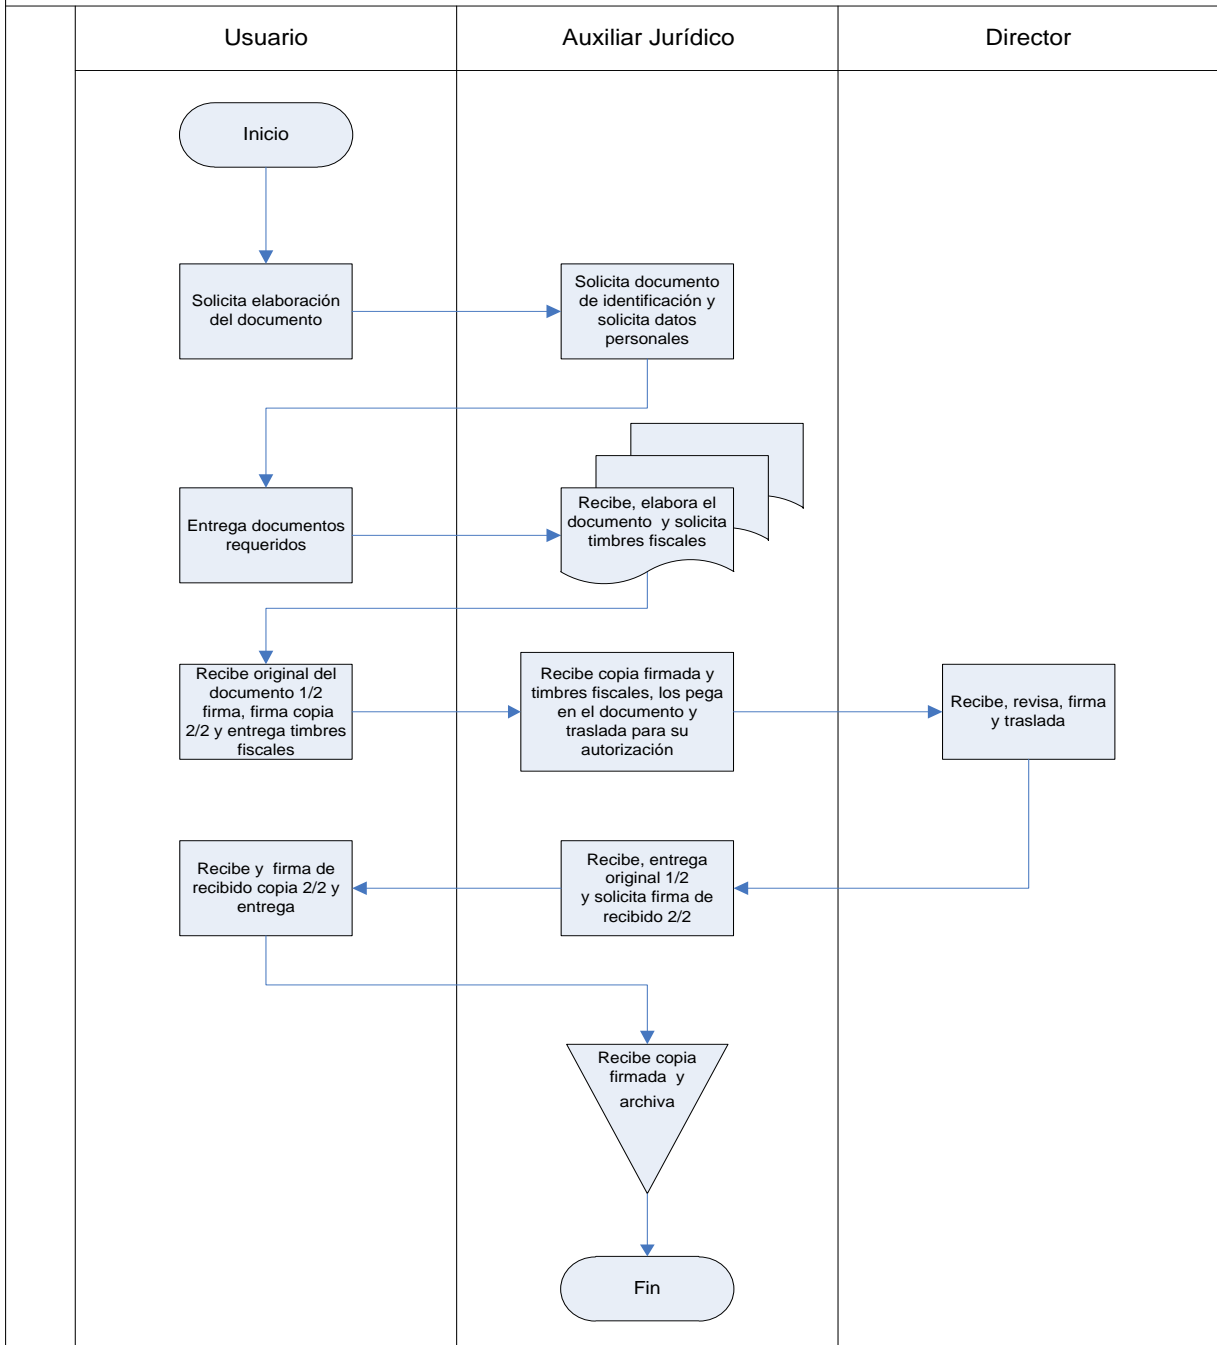 Usuario
Auxiliar Jurídico
Director
Inicio
Solicita elaboración
del documento
Solicita documento
de identificación y
solicita datos
personales
Entrega documentos
requeridos
Recibe, elabora el
documento y solicita
timbres fiscales
Recibe original del
documento 1/2
firma, firma copia
2/2 y entrega timbres
fiscales
Recibe copia firmada y
timbres fiscales, los pega
en el documento y
traslada para su
autorización
Recibe, revisa, firma
y traslada
Recibe y firma de
recibido copia 2/2 y
entrega
Recibe, entrega
original 1/2
y solicita firma de
recibido 2/2
Recibe copia
firmada y
archiva
Fin